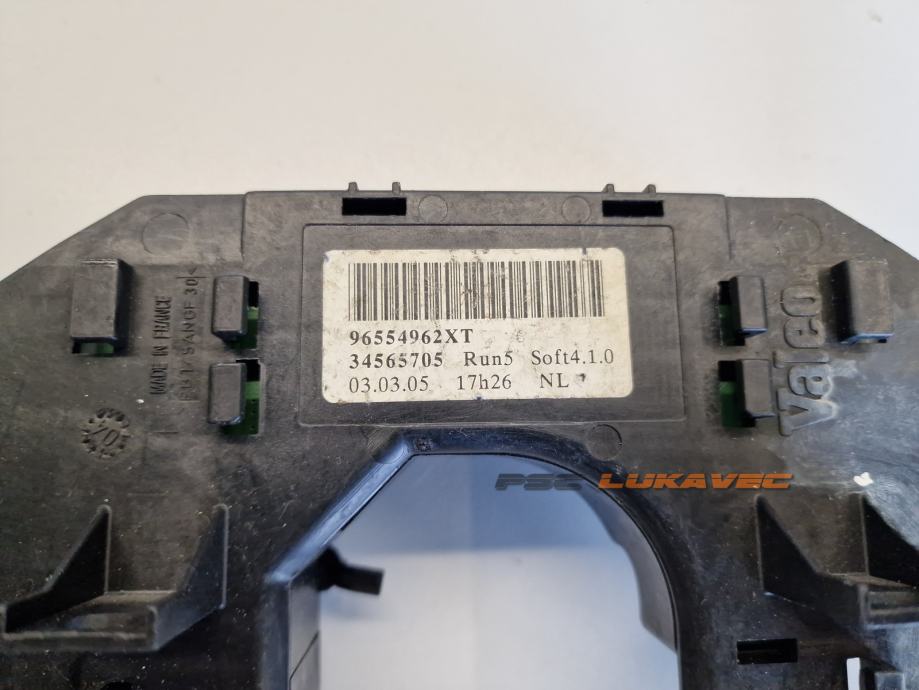 96554962XT
34565705 Run5 Soft4.1.0
03.03.05 17h26 NL
MADE IN FRANCE
Valeo
PSC LUKAVEC